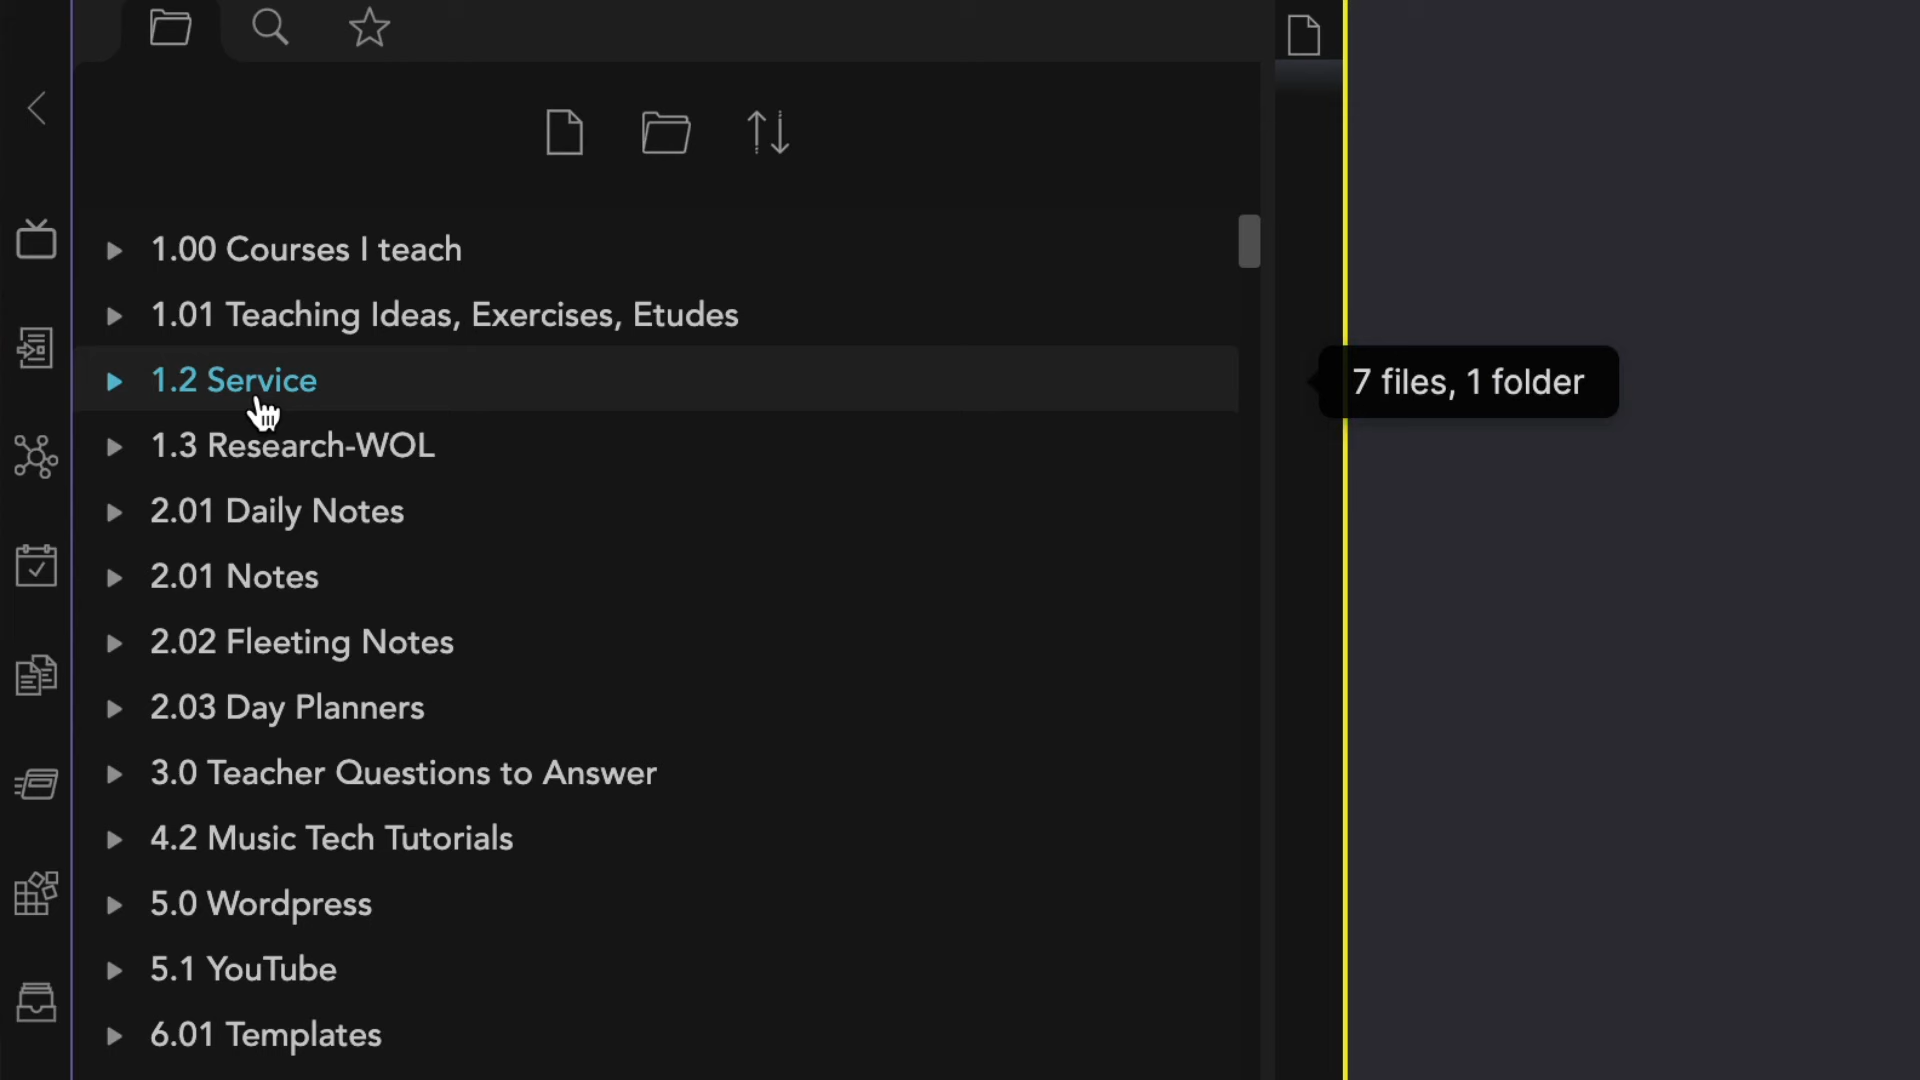 1.00 Courses I teach
1.01 Teaching Ideas, Exercises, Etudes
1.2 Service
7 files, 1 folder
1.3 Research-WOL
2.01 Daily Notes
2.01 Notes
2.02 Fleeting Notes
2.03 Day Planners
3.0 Teacher Questions to Answer
4.2 Music Tech Tutorials
5.0 Wordpress
5.1 YouTube
6.01 Templates